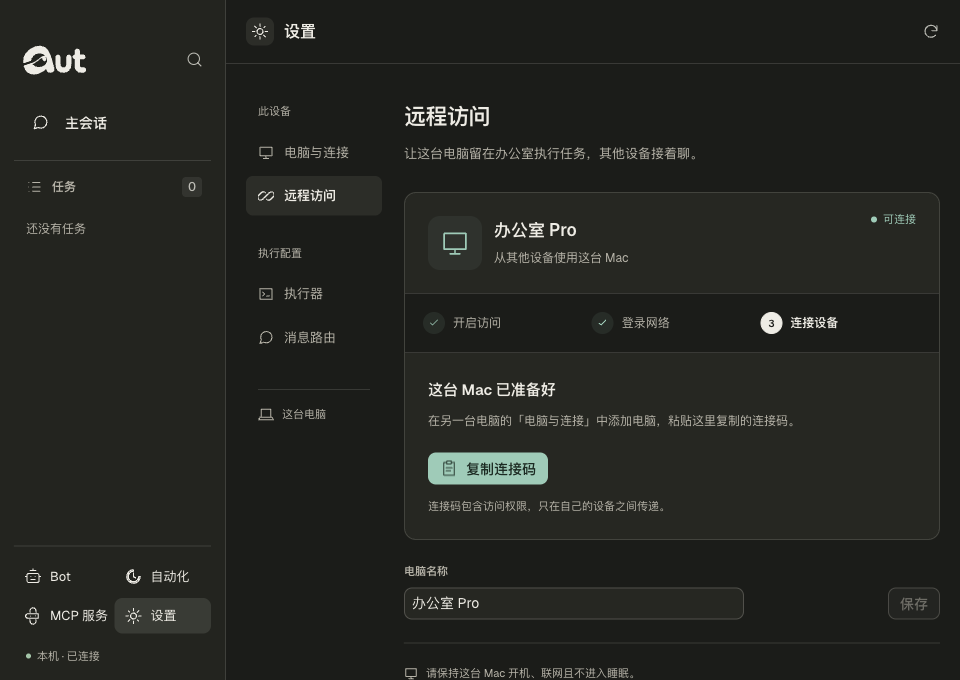 Aut
主会话
任务
0
还没有任务
Bot
自动化
MCP 服务
设置
本机 · 已连接
设置
此设备
电脑与连接
远程访问
执行配置
执行器
消息路由
这台电脑
远程访问
让这台电脑留在办公室执行任务，其他设备接着聊。
办公室 Pro
从其他设备使用这台 Mac
可连接
开启访问
登录网络
3 连接设备
这台 Mac 已准备好
在另一台电脑的「电脑与连接」中添加电脑，粘贴这里复制的连接码。
复制连接码
连接码包含访问权限，只在自己的设备之间传递。
电脑名称
办公室 Pro
保存
请保持这台 Mac 开机、联网且不进入睡眠。